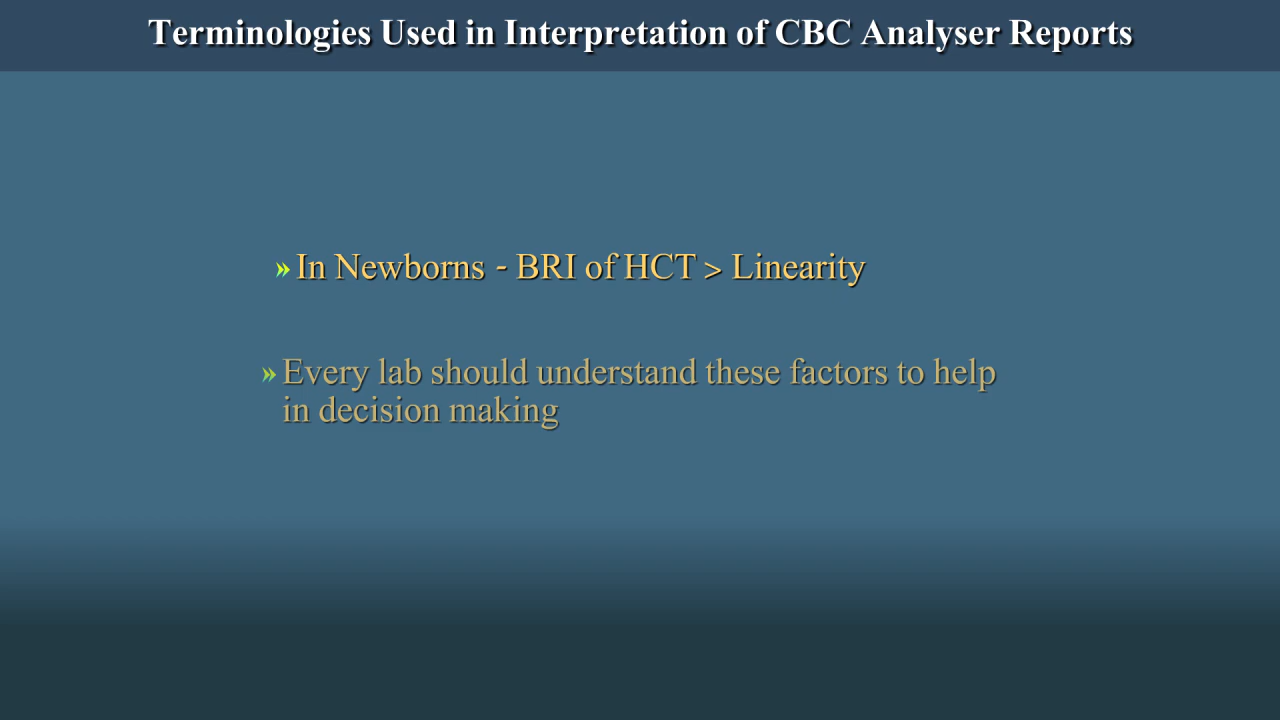 Terminologies Used in Interpretation of CBC Analyser Reports
» In Newborns - BRI of HCT > Linearity
» Every lab should understand these factors to help
in decision making